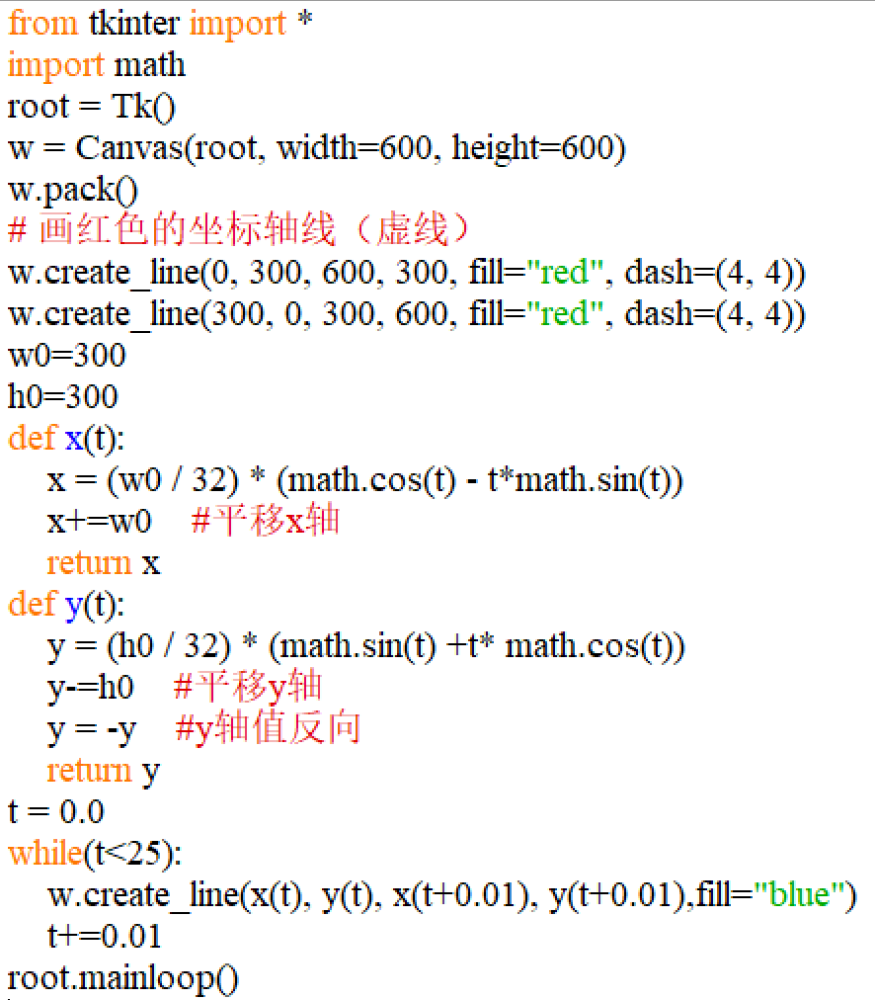 from tkinter import *
import math
root = Tk()
w = Canvas(root, width=600, height=600)
w.pack()
# 画红色的坐标轴线（虚线）
w.create_line(0, 300, 600, 300, fill="red", dash=(4, 4))
w.create_line(300, 0, 300, 600, fill="red", dash=(4, 4))
w0=300
h0=300
def x(t):
    x = (w0 / 32) * (math.cos(t) - t*math.sin(t))
    x+=w0    #平移x轴
    return x
def y(t):
    y = (h0 / 32) * (math.sin(t) +t* math.cos(t))
    y-=h0    #平移y轴
    y = -y    #y轴值反向
    return y
t = 0.0
while(t<25):
    w.create_line(x(t), y(t), x(t+0.01), y(t+0.01),fill="blue")
    t+=0.01
root.mainloop()